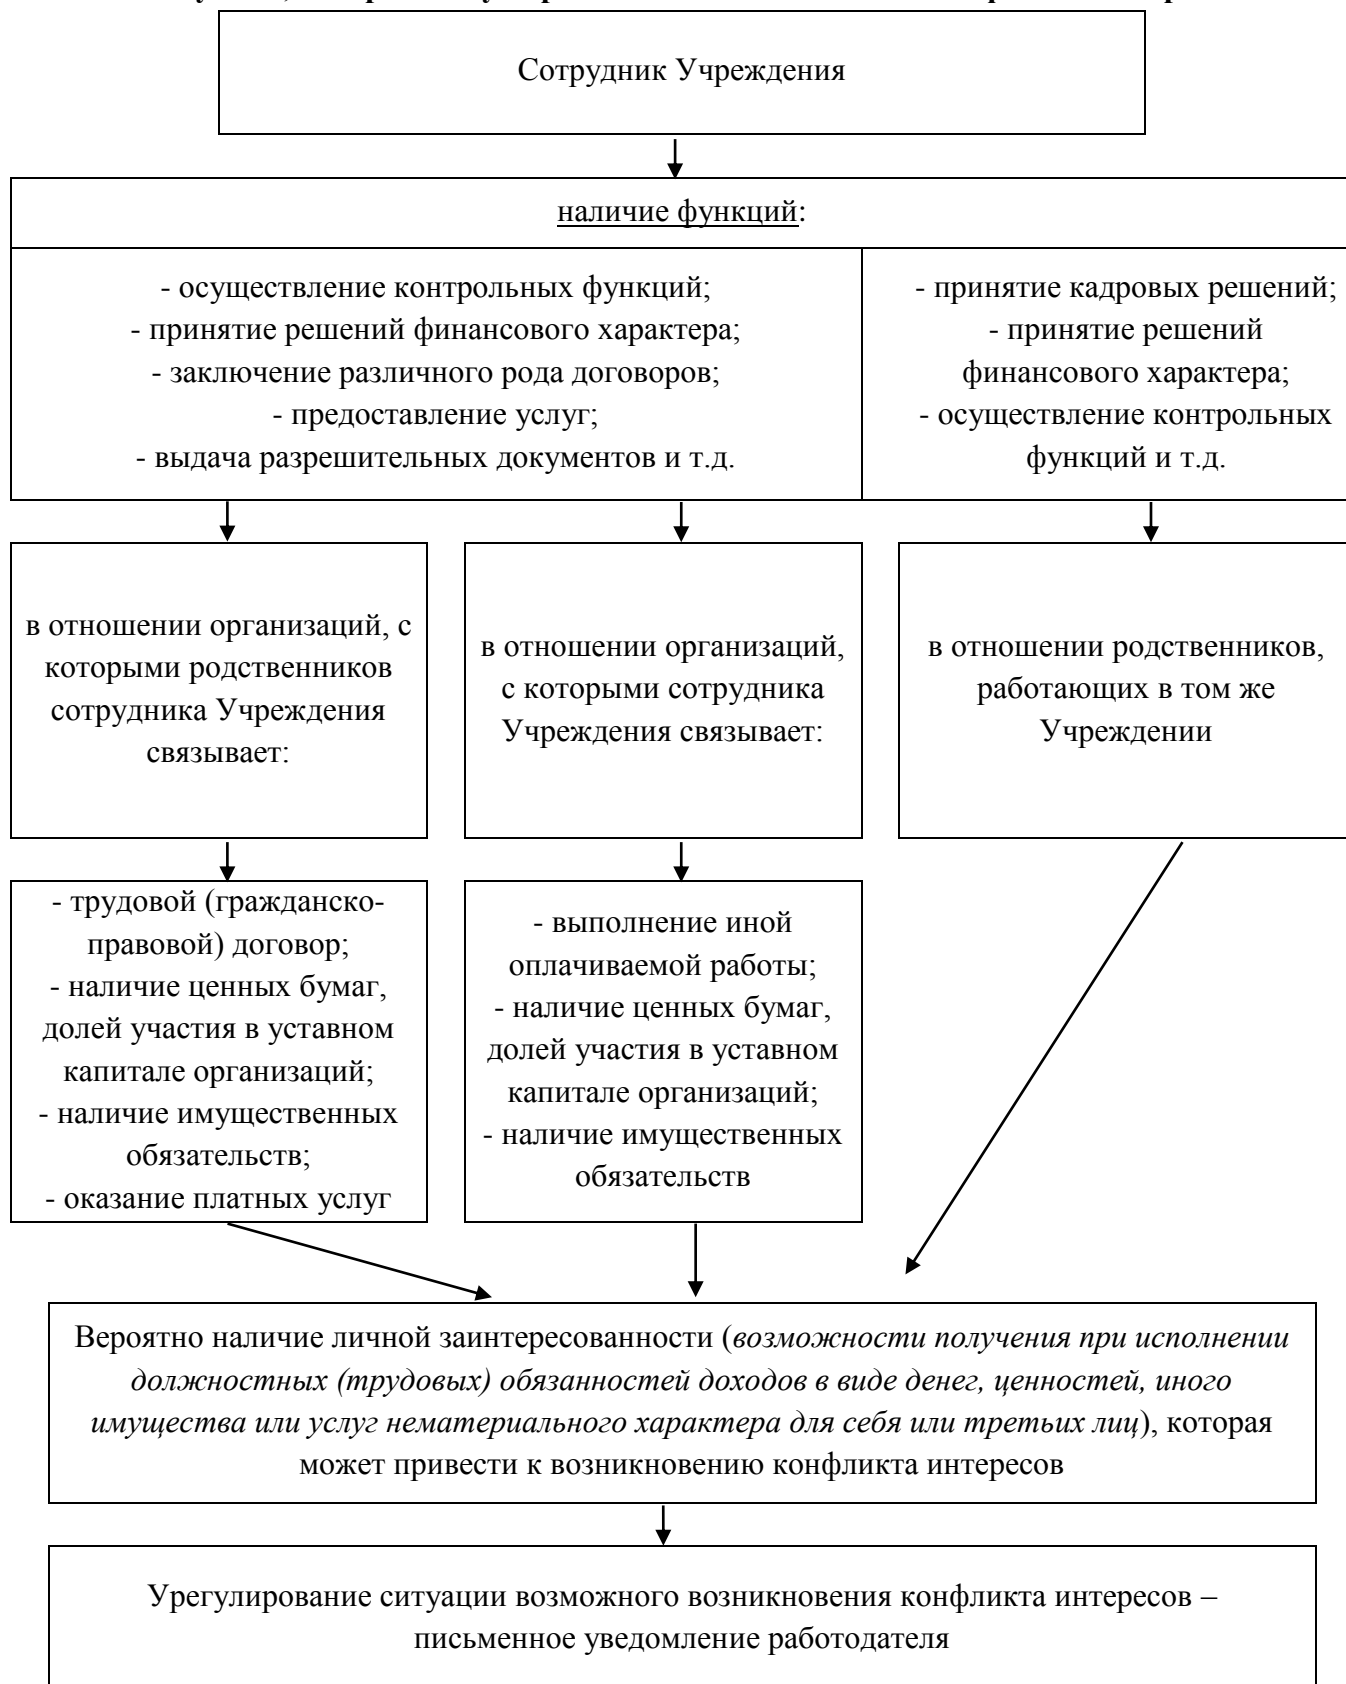 Сотрудник Учреждения
наличие функций:
- осуществление контрольных функций;
- принятие решений финансового характера;
- заключение различного рода договоров;
- предоставление услуг;
- выдача разрешительных документов и т.д.
- принятие кадровых решений;
- принятие решений
финансового характера;
- осуществление контрольных
функций и т.д.
в отношении организаций, с
которыми родственников
сотрудника Учреждения
связывает:
в отношении организаций,
с которыми сотрудника
Учреждения связывает:
в отношении родственников,
работающих в том же
Учреждении
- трудовой (гражданско-
правовой) договор;
- наличие ценных бумаг,
долей участия в уставном
капитале организаций;
- наличие имущественных
обязательств;
- оказание платных услуг
- выполнение иной
оплачиваемой работы;
- наличие ценных бумаг,
долей участия в уставном
капитале организаций;
- наличие имущественных
обязательств
Вероятно наличие личной заинтересованности (возможности получения при исполнении
должностных (трудовых) обязанностей доходов в виде денег, ценностей, иного
имущества или услуг нематериального характера для себя или третьих лиц), которая
может привести к возникновению конфликта интересов
Урегулирование ситуации возможного возникновения конфликта интересов –
письменное уведомление работодателя